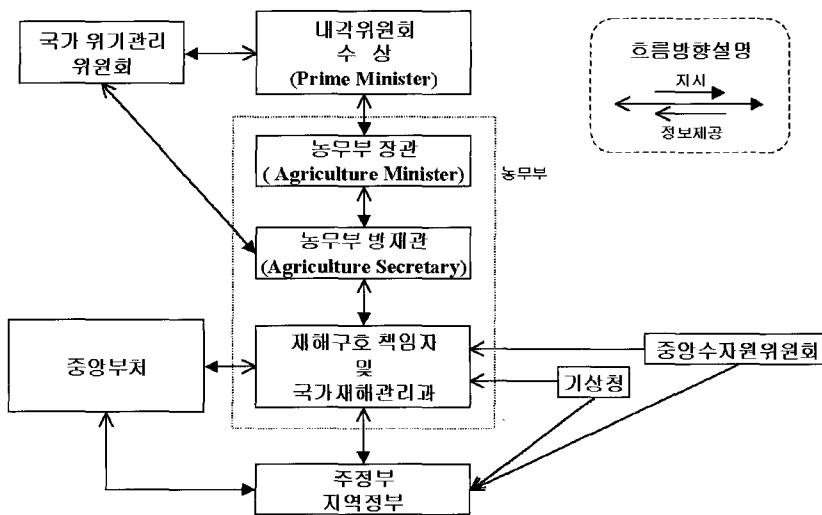 국가 위기관리
위원회
내각위원회
수 상
(Prime Minister)
흐름방향설명
지시
정보제공
농무부 장관
( Agriculture Minister)
농무부
농무부 방재관
(Agriculture Secretary)
중앙부처
재해구호 책임자
및
국가재해관리과
중앙수자원위원회
기상청
주정부
지역정부